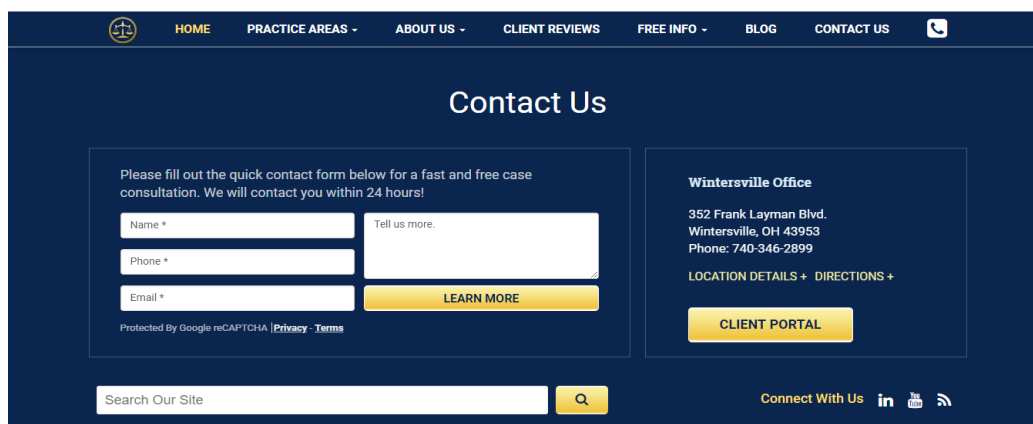 HOME PRACTICE AREAS ABOUT US CLIENT REVIEWS FREE INFO BLOG CONTACT US
Contact Us
Please fill out the quick contact form below for a fast and free case
consultation. We will contact you within 24 hours!
Name *
Phone *
Email *
Tell us more.
LEARN MORE
Protected By Google reCAPTCHA | Privacy - Terms
Wintersville Office
352 Frank Layman Blvd.
Wintersville, OH 43953
Phone: 740-346-2899
LOCATION DETAILS + DIRECTIONS +
CLIENT PORTAL
Search Our Site
Connect With Us in You Tube